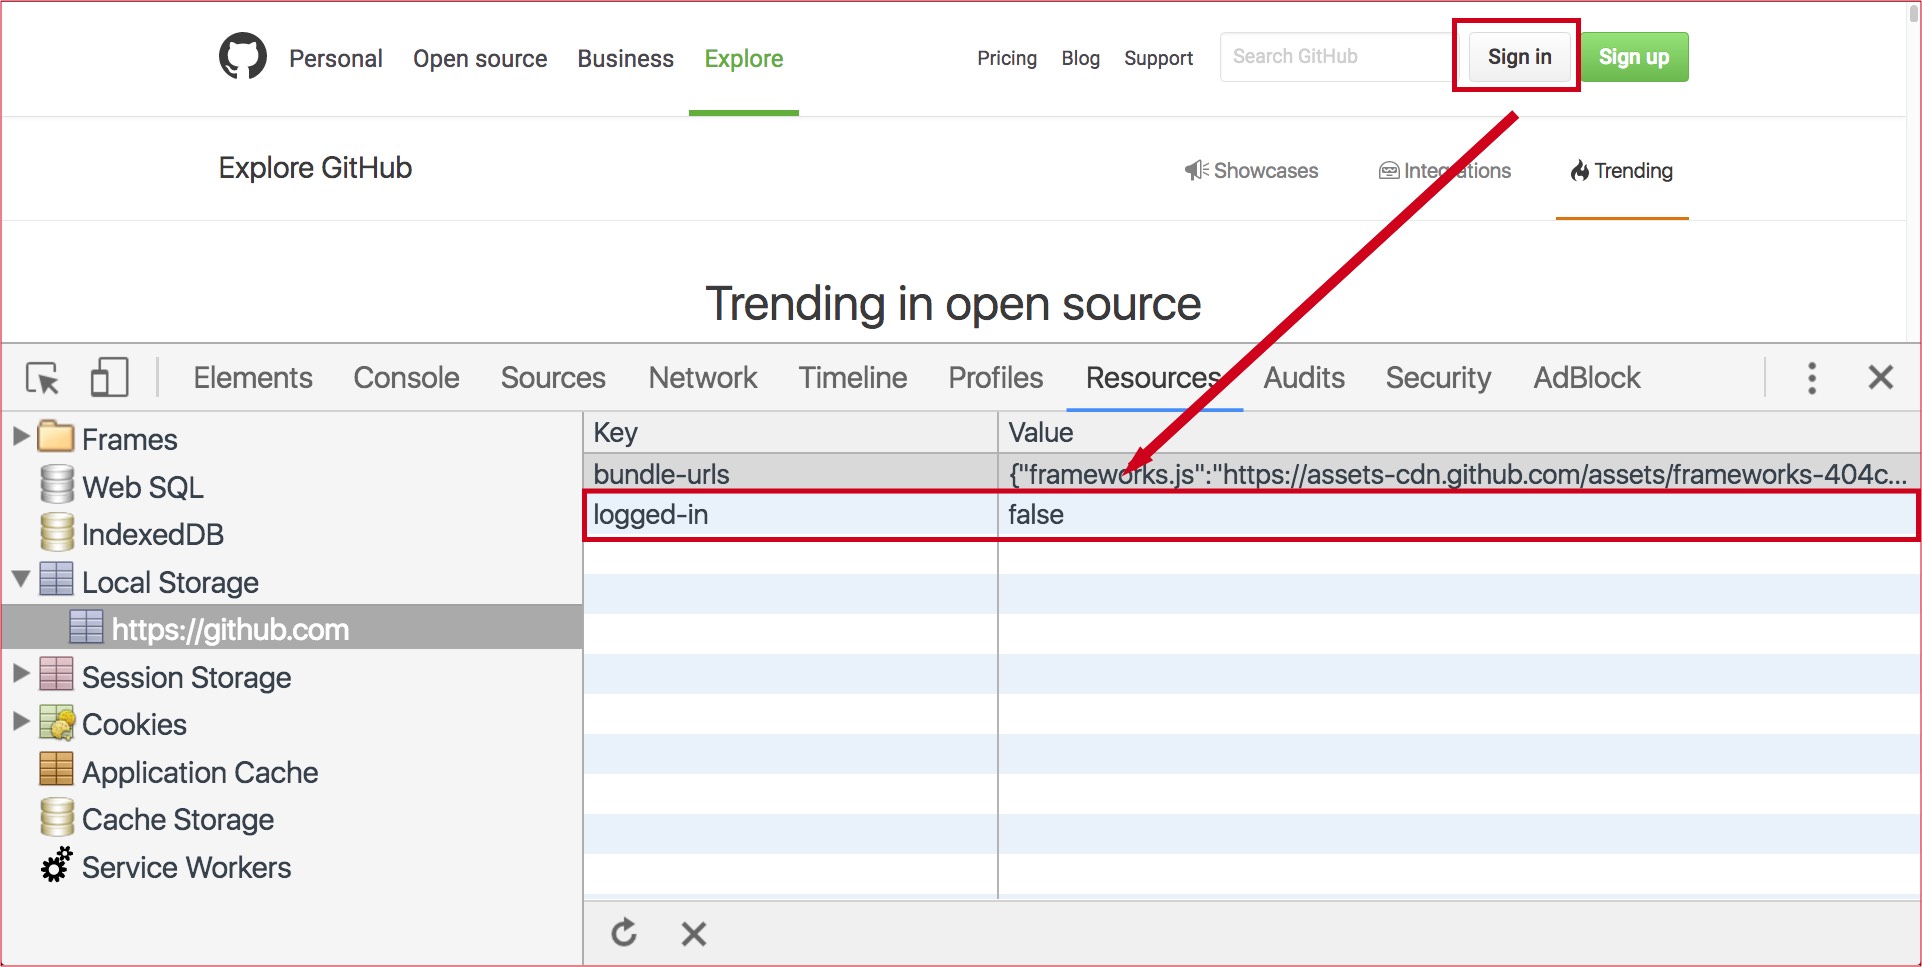 Personal Open source Business Explore Pricing Blog Support Search GitHub Sign in Sign up
Explore GitHub Showcases Integrations Trending
Trending in open source
Elements Console Sources Network Timeline Profiles Resources Audits Security AdBlock
Frames
Web SQL
IndexedDB
Local Storage
https://github.com
Session Storage
Cookies
Application Cache
Cache Storage
Service Workers
Key Value
bundle-urls {"frameworks.js":"https://assets-cdn.github.com/assets/frameworks-404c...
logged-in false